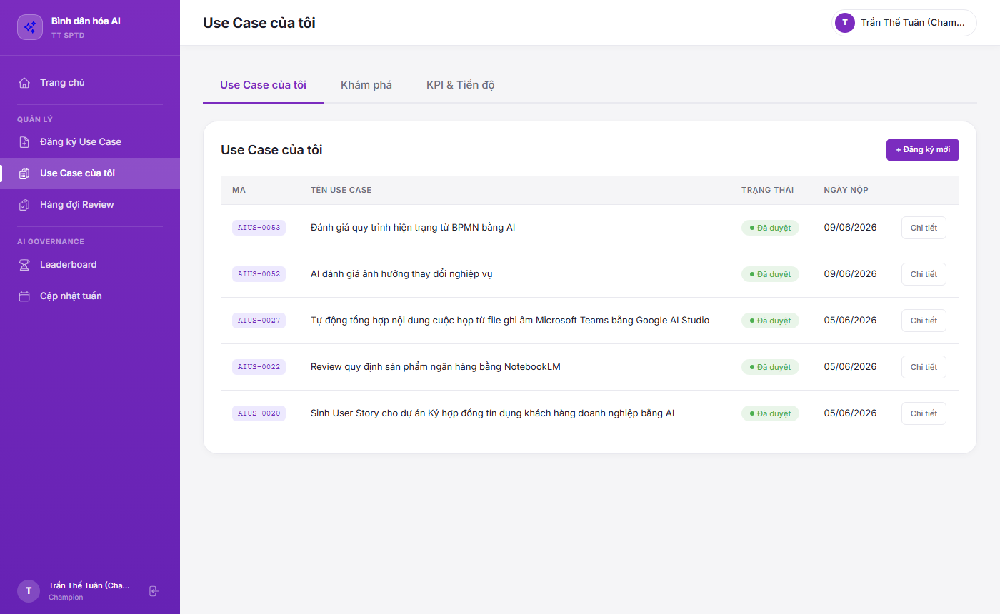 Bình dân hóa AI
TT SPTD
Trang chủ
QUẢN LÝ
Đăng ký Use Case
Use Case của tôi
Hàng đợi Review
AI GOVERNANCE
Leaderboard
Cập nhật tuần
T
Trần Thế Tuân (Cha...
Champion
Use Case của tôi
T Trần Thế Tuân (Cham...
Use Case của tôi Khám phá KPI & Tiến độ
Use Case của tôi
+ Đăng ký mới
MÃ TÊN USE CASE TRẠNG THÁI NGÀY NỘP
AIUS-0053 Đánh giá quy trình hiện trạng từ BPMN bằng AI Đã duyệt 09/06/2026 Chi tiết
AIUS-0052 AI đánh giá ảnh hưởng thay đổi nghiệp vụ Đã duyệt 09/06/2026 Chi tiết
AIUS-0027 Tự động tổng hợp nội dung cuộc họp từ file ghi âm Microsoft Teams bằng Google AI Studio Đã duyệt 05/06/2026 Chi tiết
AIUS-0022 Review quy định sản phẩm ngân hàng bằng NotebookLM Đã duyệt 05/06/2026 Chi tiết
AIUS-0020 Sinh User Story cho dự án Ký hợp đồng tín dụng khách hàng doanh nghiệp bằng AI Đã duyệt 05/06/2026 Chi tiết